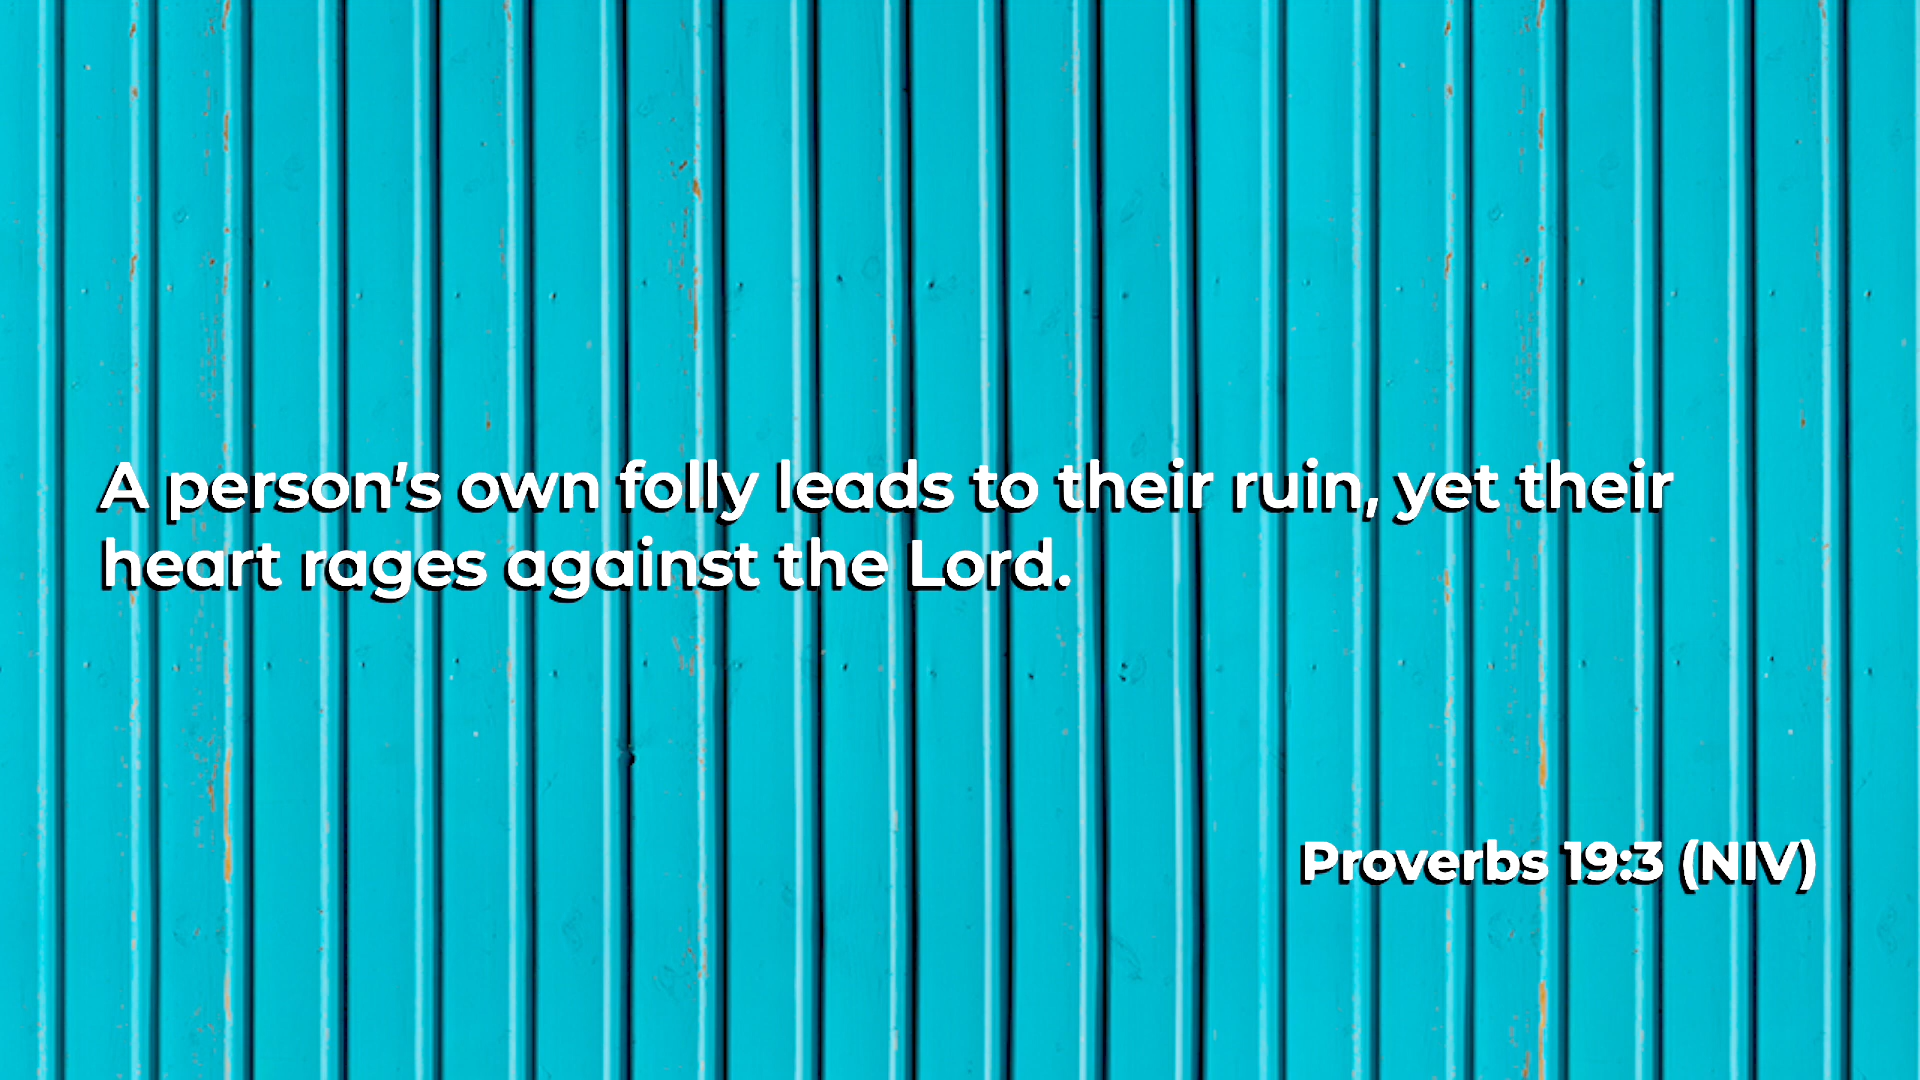 A person's own folly leads to their ruin, yet their
heart rages against the Lord.
Proverbs 19:3 (NIV)